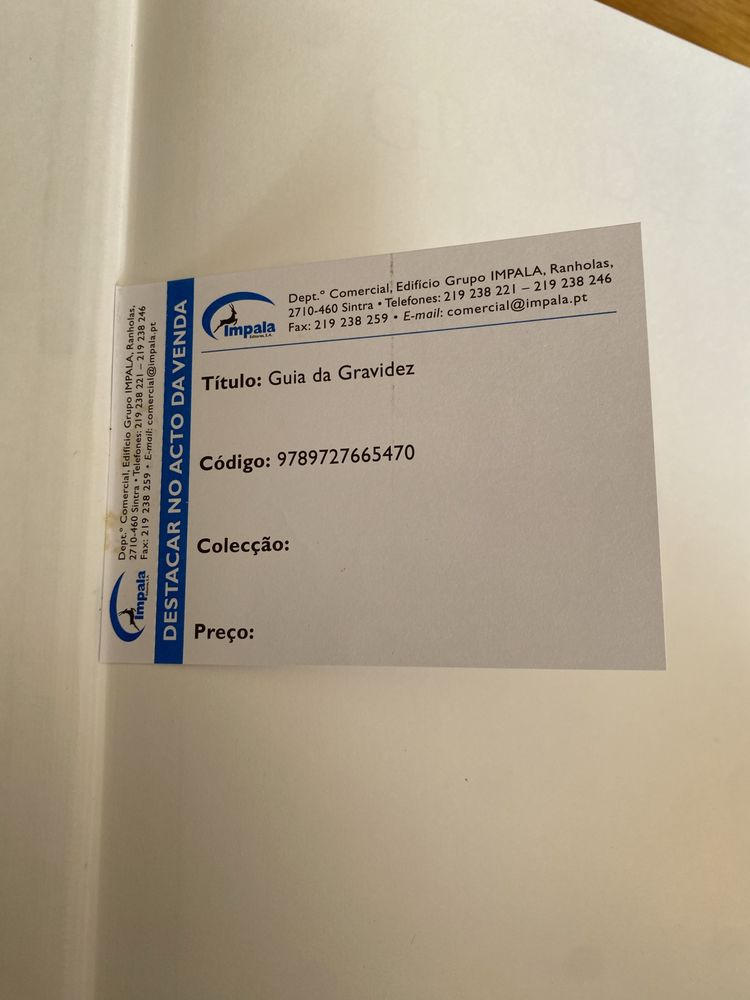 Impala
Editores, S.A.
Dept.º Comercial, Edifício Grupo IMPALA, Ranholas,
2710-460 Sintra • Telefones: 219 238 221 – 219 238 246
Fax: 219 238 259 • E-mail: comercial@impala.pt
Título: Guia da Gravidez
Código: 9789727665470
Colecção:
Preço:
DESTACAR NO ACTO DA VENDA
Impala
Editores, S.A.
Dept.º Comercial, Edifício Grupo IMPALA, Ranholas,
2710-460 Sintra • Telefones: 219 238 221 – 219 238 246
Fax: 219 238 259 • E-mail: comercial@impala.pt